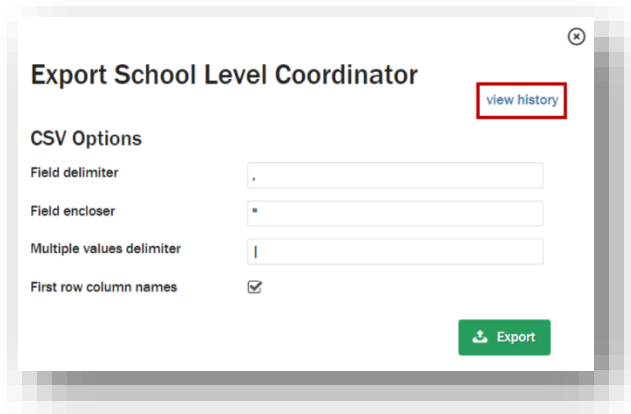 Export School Level Coordinator
view history
CSV Options
Field delimiter ,
Field encloser "
Multiple values delimiter |
First row column names
Export